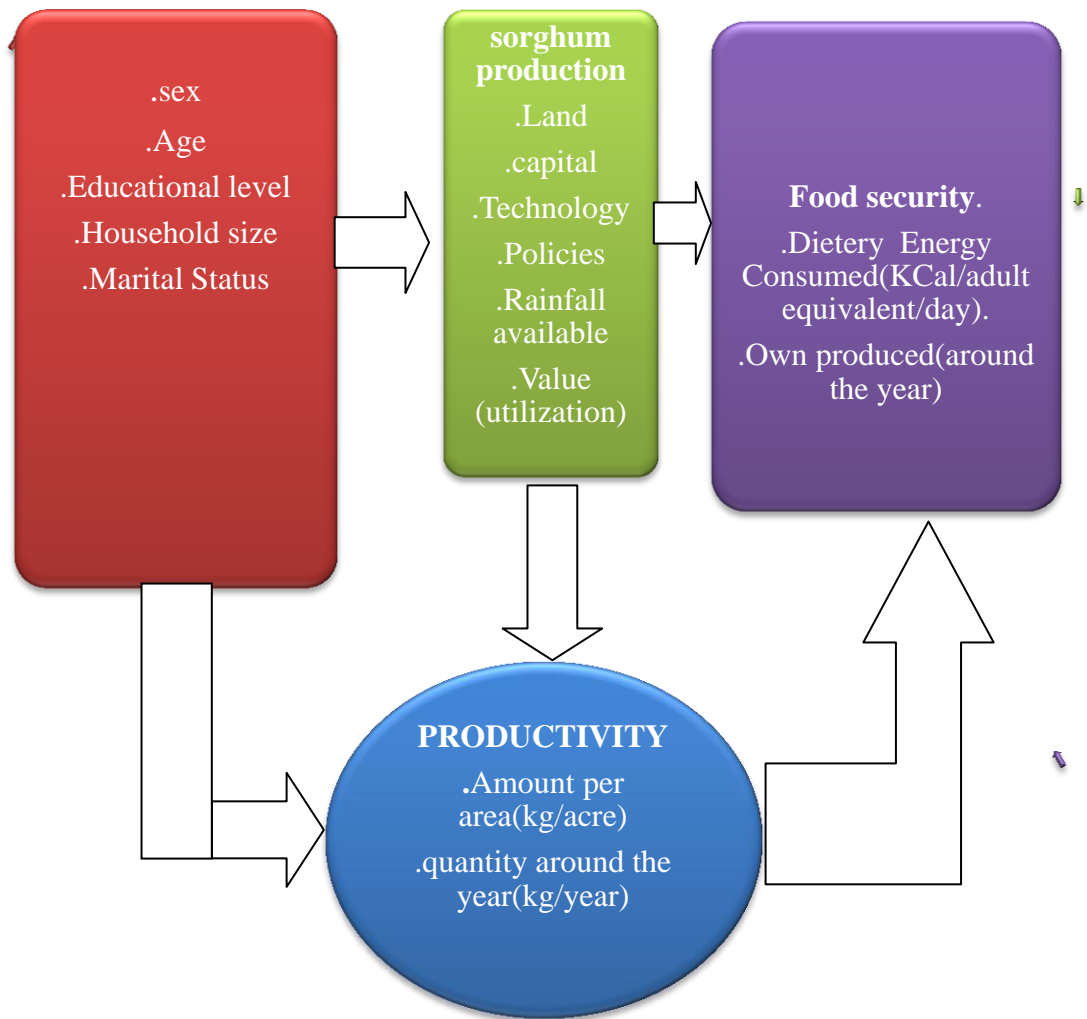 .sex
.Age
.Educational level
.Household size
.Marital Status
sorghum
production
.Land
.capital
.Technology
.Policies
.Rainfall
available
.Value
(utilization)
Food security.
.Dietery Energy
Consumed(KCal/adult
equivalent/day).
.Own produced(around
the year)
PRODUCTIVITY
.Amount per
area(kg/acre)
.quantity around the
year(kg/year)